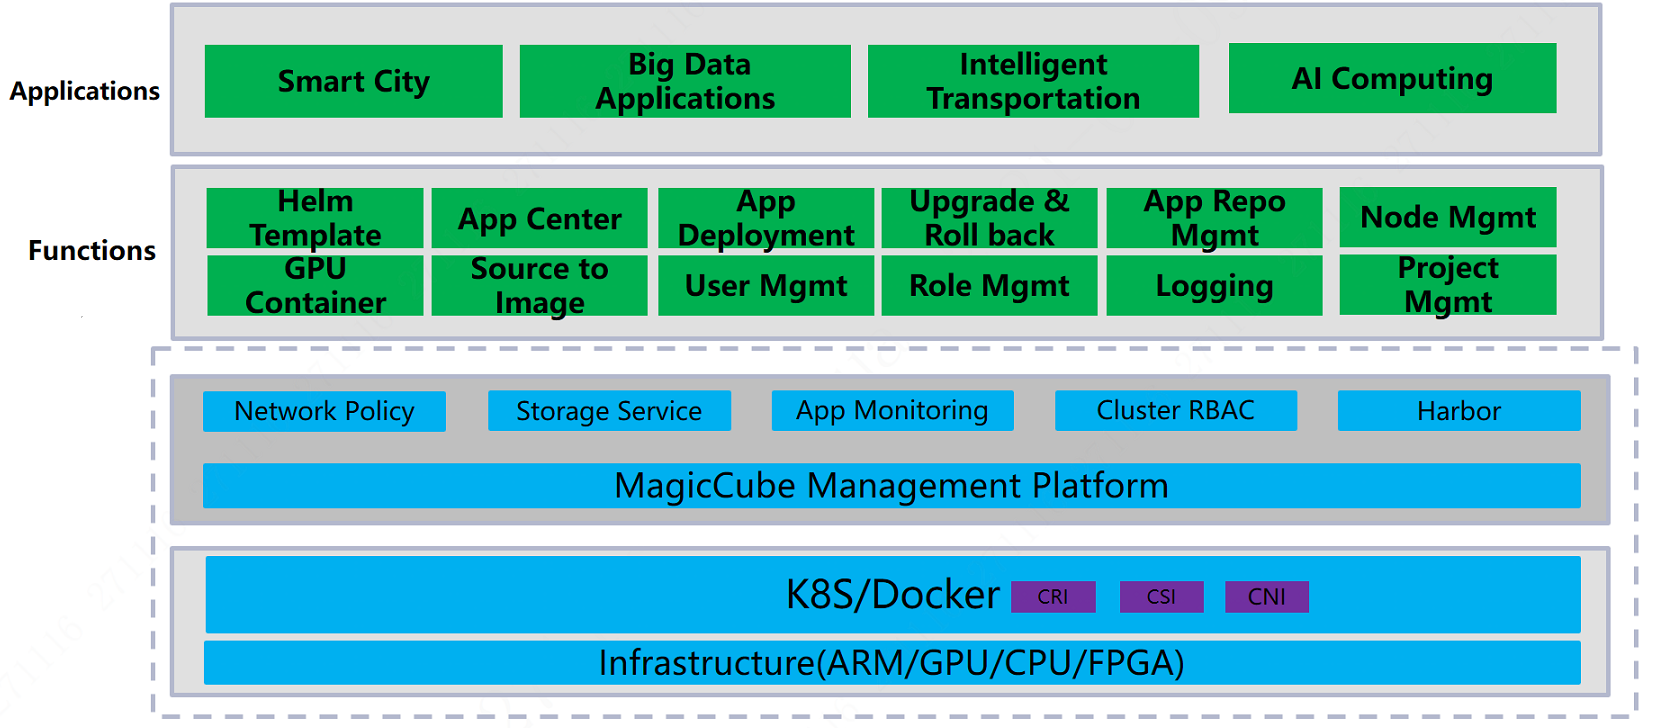 Applications
Smart City
Big Data
Applications
Intelligent
Transportation
AI Computing
Functions
Helm
Template
App Center
App
Deployment
Upgrade &
Roll back
App Repo
Mgmt
Node Mgmt
GPU
Container
Source to
Image
User Mgmt
Role Mgmt
Logging
Project
Mgmt
Network Policy
Storage Service
App Monitoring
Cluster RBAC
Harbor
MagicCube Management Platform
K8S/Docker
CRI
CSI
CNI
Infrastructure(ARM/GPU/CPU/FPGA)